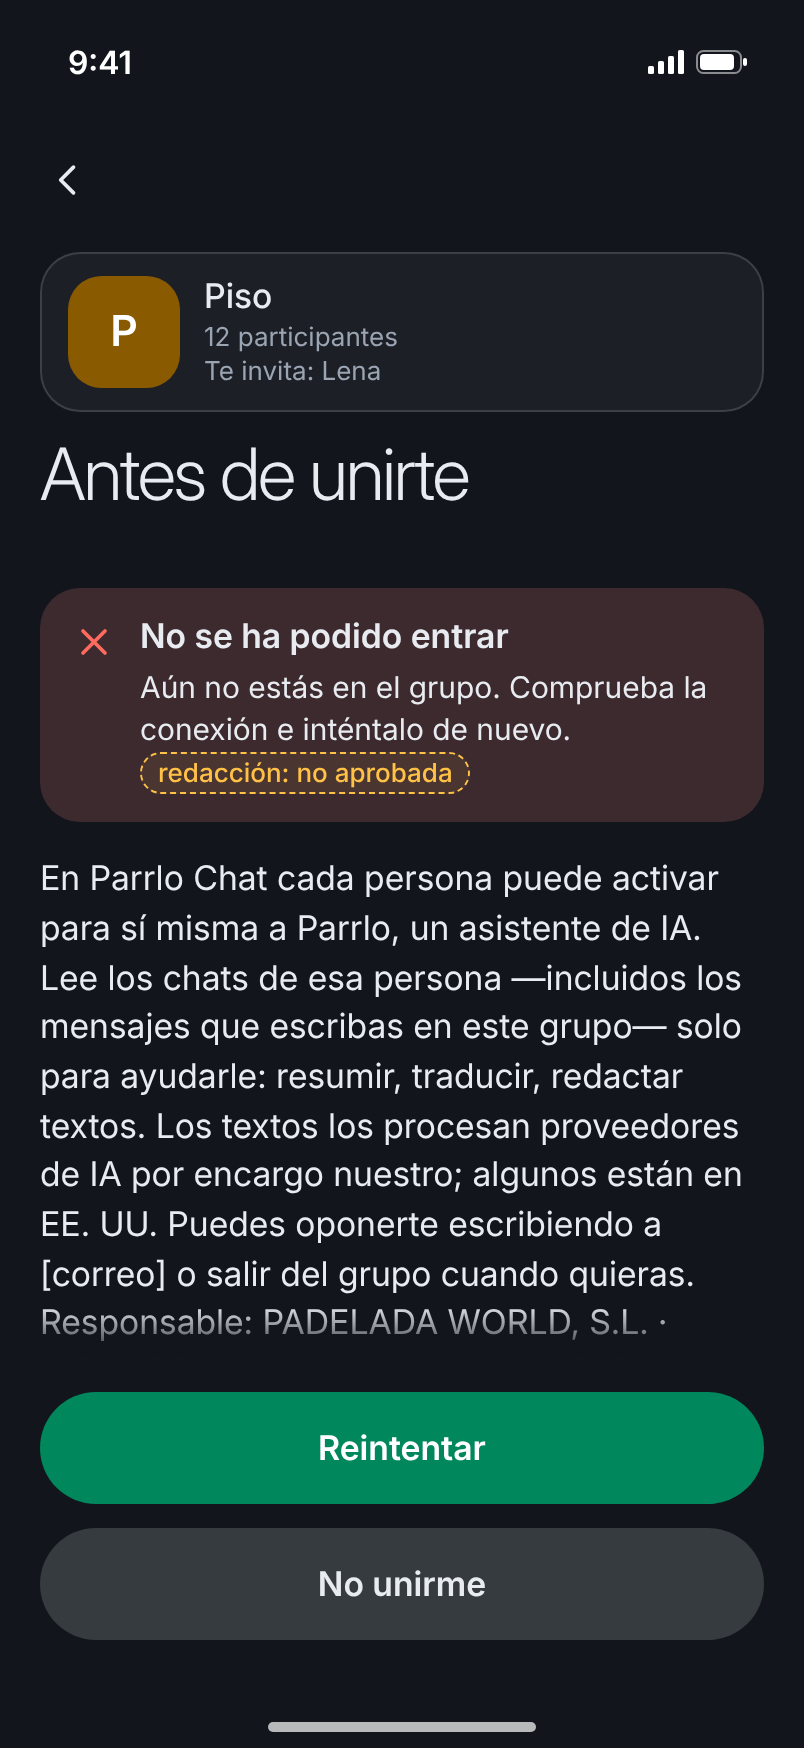 9:41
P
Piso
12 participantes
Te invita: Lena
Antes de unirte
No se ha podido entrar
Aún no estás en el grupo. Comprueba la
conexión e inténtalo de nuevo.
redacción: no aprobada
En Parrlo Chat cada persona puede activar
para sí misma a Parrlo, un asistente de IA.
Lee los chats de esa persona —incluidos los
mensajes que escribas en este grupo— solo
para ayudarle: resumir, traducir, redactar
textos. Los textos los procesan proveedores
de IA por encargo nuestro; algunos están en
EE. UU. Puedes oponerte escribiendo a
[correo] o salir del grupo cuando quieras.
Responsable: PADELADA WORLD, S.L. ·
Reintentar
No unirme